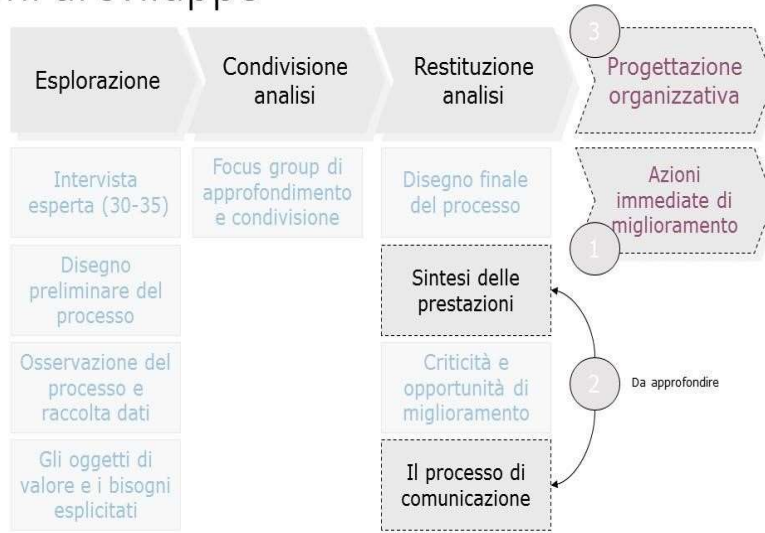 3
Esplorazione
Condivisione
analisi
Restituzione
analisi
Progettazione
organizzativa
Intervista
esperta (30-35)
Focus group di
approfondimento
e condivisione
Disegno finale
del processo
Azioni
immediate di
miglioramento
1
Disegno
preliminare del
processo
Sintesi delle
prestazioni
Osservazione del
processo e
raccolta dati
Criticità e
opportunità di
miglioramento
2
Da approfondire
Gli oggetti di
valore e i bisogni
esplicitati
Il processo di
comunicazione